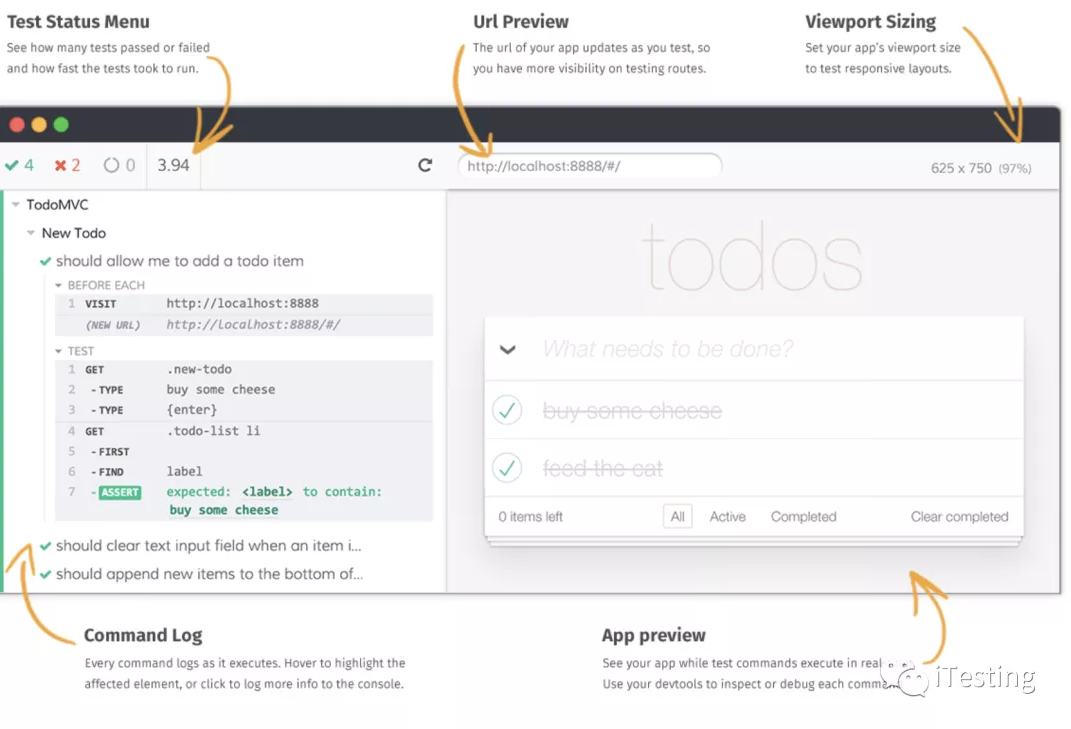 Test Status Menu
See how many tests passed or failed
and how fast the tests took to run.
Url Preview
The url of your app updates as you test, so
you have more visibility on testing routes.
Viewport Sizing
Set your app's viewport size
to test responsive layouts.
4 2 0 3.94
http://localhost:8888/#/
625 x 750 (97%)
TodoMVC
New Todo
should allow me to add a todo item
BEFORE EACH
1 VISIT http://localhost:8888
(NEW URL) http://localhost:8888/#/
TEST
1 GET .new-todo
2 -TYPE buy some cheese
3 -TYPE {enter}
4 GET .todo-list li
5 -FIRST
6 -FIND label
7 -ASSERT expected: <label> to contain:
buy some cheese
should clear text input field when an item i...
should append new items to the bottom of...
todos
What needs to be done?
buy some cheese
feed the cat
0 items left All Active Completed Clear completed
Command Log
Every command logs as it executes. Hover to highlight the
affected element, or click to log more info to the console.
App preview
See your app while test commands execute in real
Use your devtools to inspect or debug each
iTesting